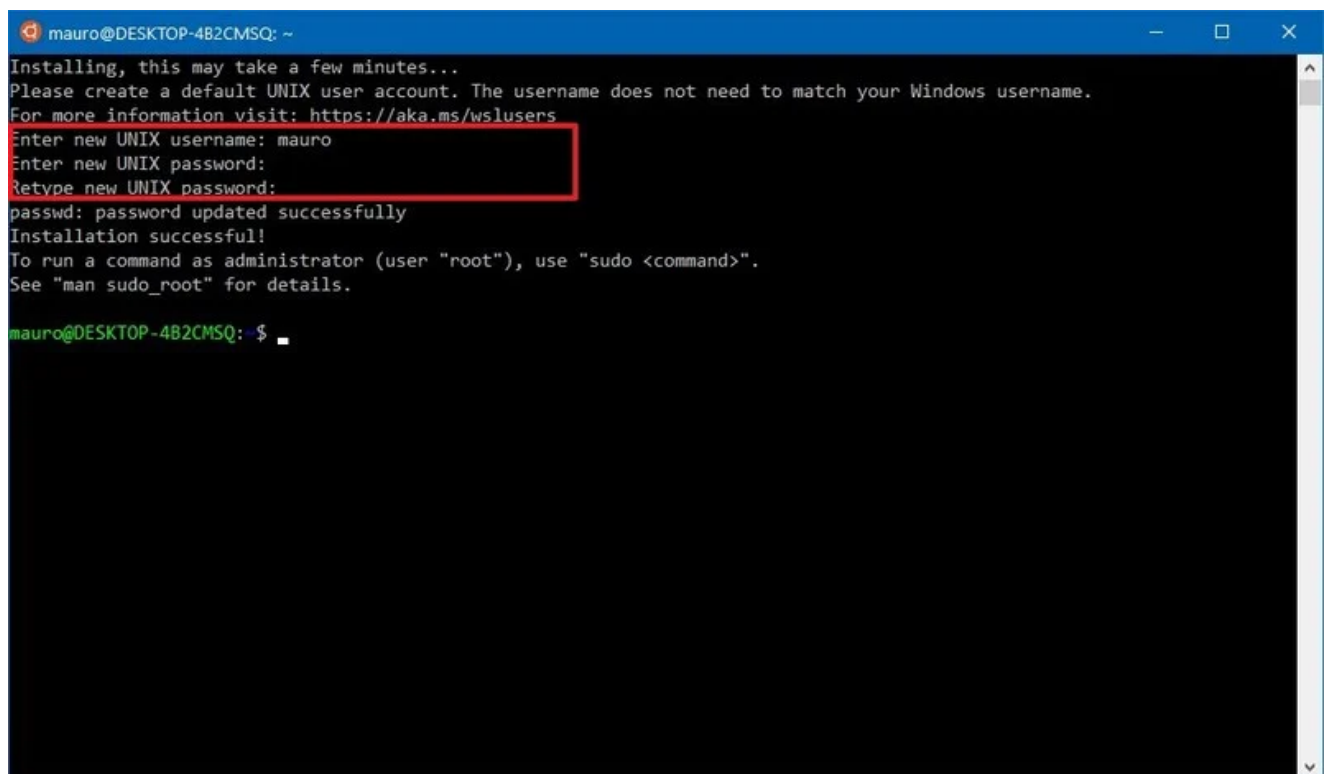 mauro@DESKTOP-4B2CMSQ: ~
Installing, this may take a few minutes...
Please create a default UNIX user account. The username does not need to match your Windows username.
For more information visit: https://aka.ms/wslusers
Enter new UNIX username: mauro
Enter new UNIX password:
Retype new UNIX password:
passwd: password updated successfully
Installation successful!
To run a command as administrator (user "root"), use "sudo <command>".
See "man sudo_root" for details.
mauro@DESKTOP-4B2CMSQ:~$